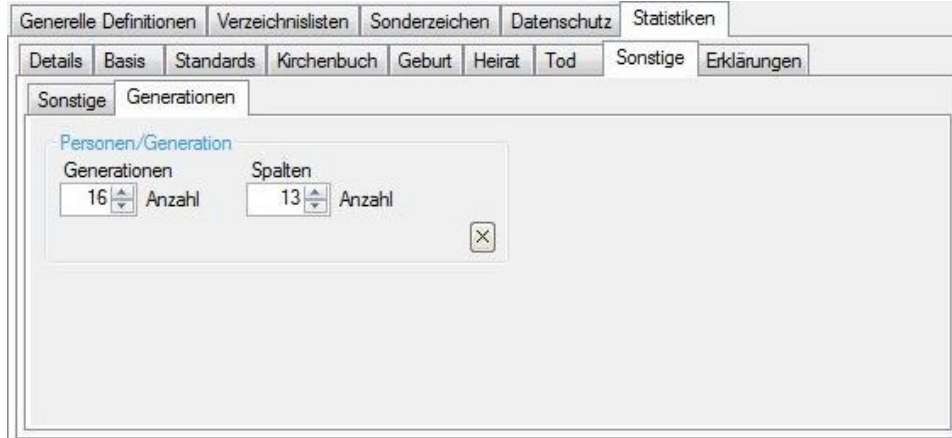 Generelle Definitionen Verzeichnislisten Sonderzeichen Datenschutz Statistiken
Details Basis Standards Kirchenbuch Geburt Heirat Tod Sonstige Erklärungen
Sonstige Generationen
Personen/Generation
Generationen Spalten
16 Anzahl 13 Anzahl